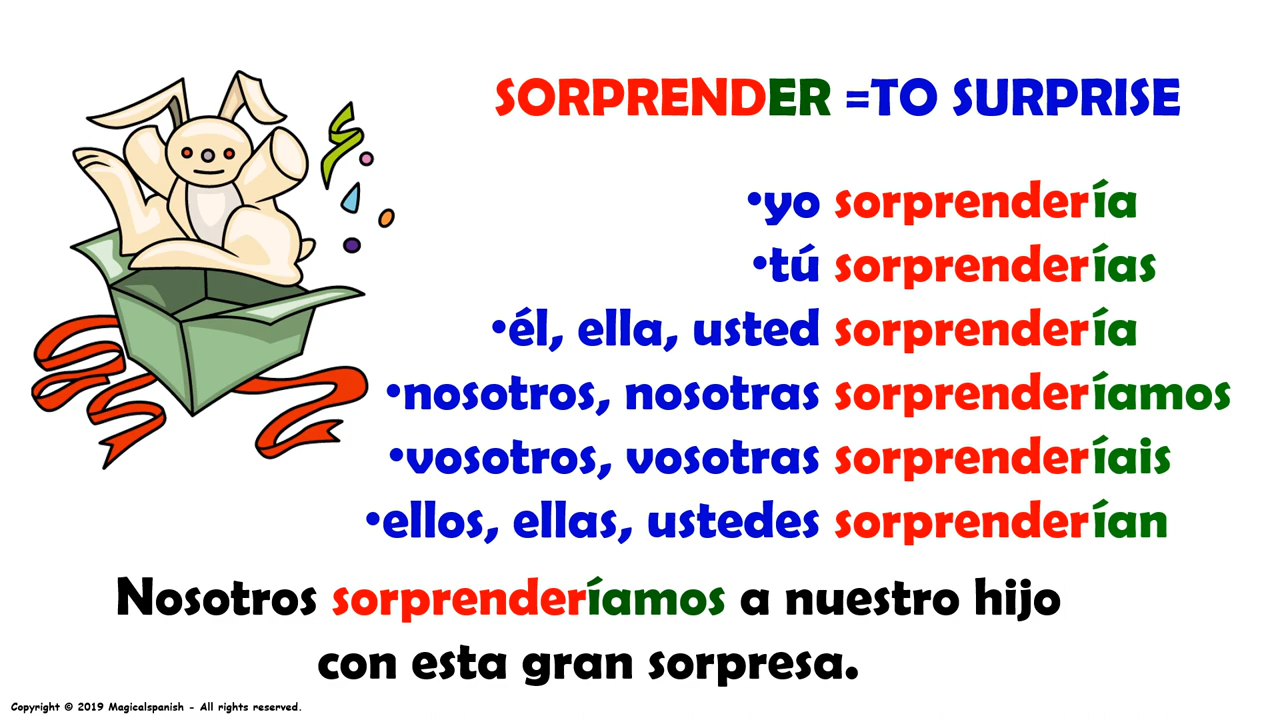 SORPRENDER =TO SURPRISE
•yo sorprendería
•tú sorprenderías
•él, ella, usted sorprendería
•nosotros, nosotras sorprenderíamos
•vosotros, vosotras sorprenderíais
•ellos, ellas, ustedes sorprenderían
Nosotros sorprenderíamos a nuestro hijo
con esta gran sorpresa.
Copyright © 2019 Magicalspanish - All rights reserved.